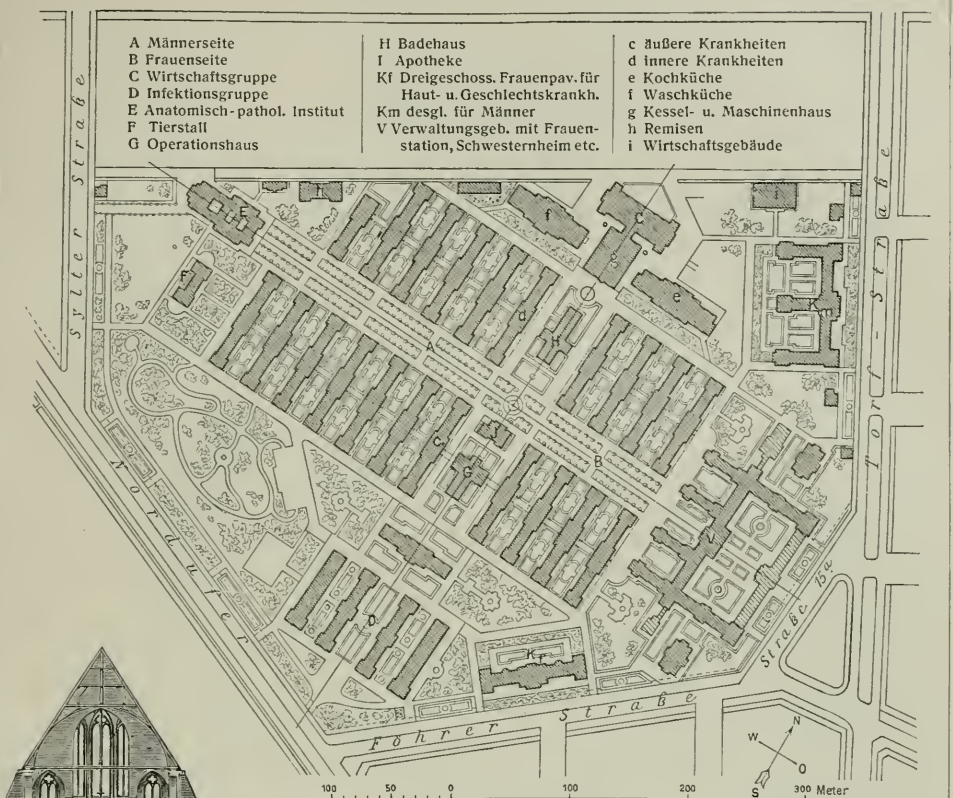 A Männerseite
B Frauenseite
C Wirtschaftsgruppe
D Infektionsgruppe
E Anatomisch-pathol. Institut
F Tierstall
G Operationshaus
H Badehaus
I Apotheke
Kf Dreigeschoss. Frauenpav. für
Haut- u. Geschlechtskrankh.
Km desgl. für Männer
V Verwaltungsgeb. mit Frauen-
station, Schwesternheim etc.
c äußere Krankheiten
d innere Krankheiten
e Kochküche
f Waschküche
g Kessel- u. Maschinenhaus
h Remisen
i Wirtschaftsgebäude
Sylter Straße
Torf-Straße
Nordufer
Föhrer Straße
Straße 15a
E
F
h
f
C
g
e
i
Km
d
H
A
c
G
B
V
D
Kf
N
W
O
S
100 50 0 100 200 300 Meter